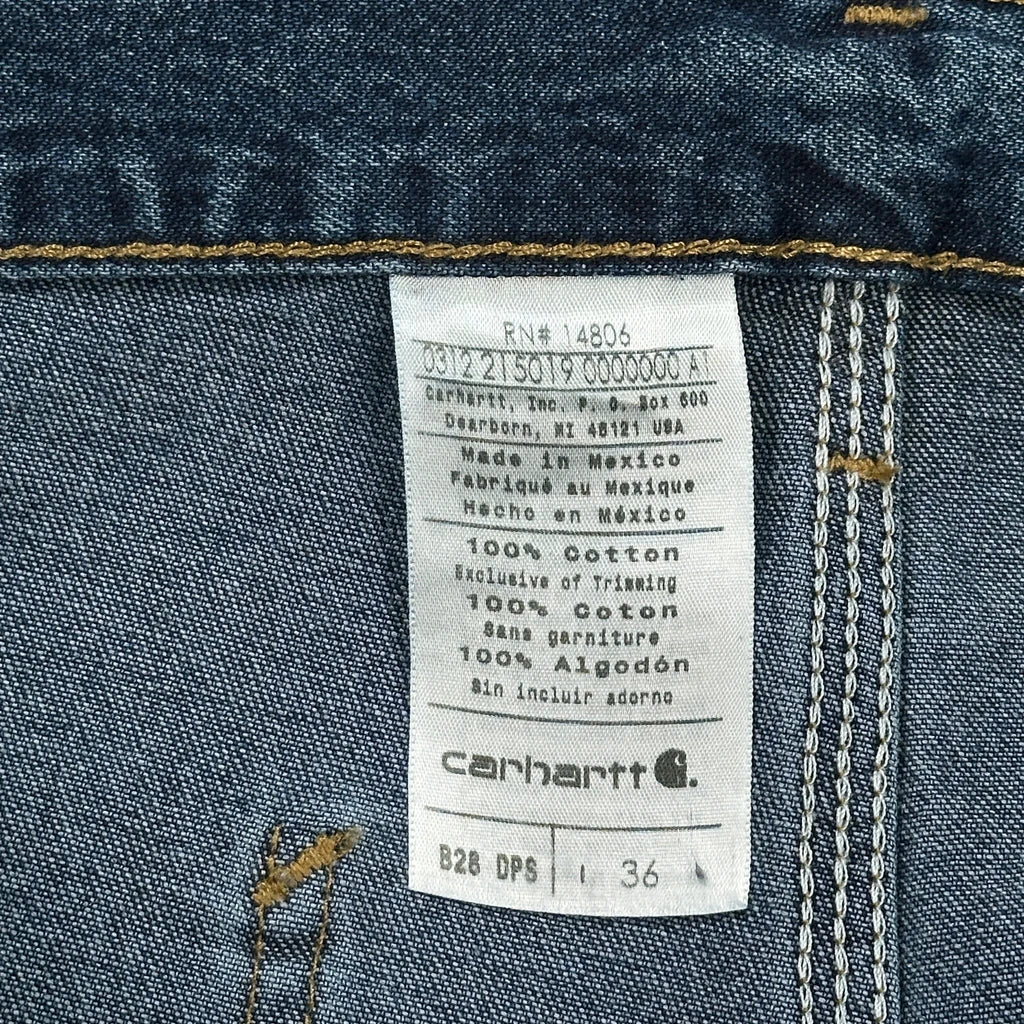 RN# 14806
0312 215019 0000000 A1
Carhartt, Inc. P. O. Box 600
Dearborn, MI 48121 USA
Made in Mexico
Fabriqué au Mexique
Hecho en México
100% Cotton
Exclusive of Trimming
100% Coton
Sans garniture
100% Algodón
Sin incluir adorno
carhartt
B28 DPS 36